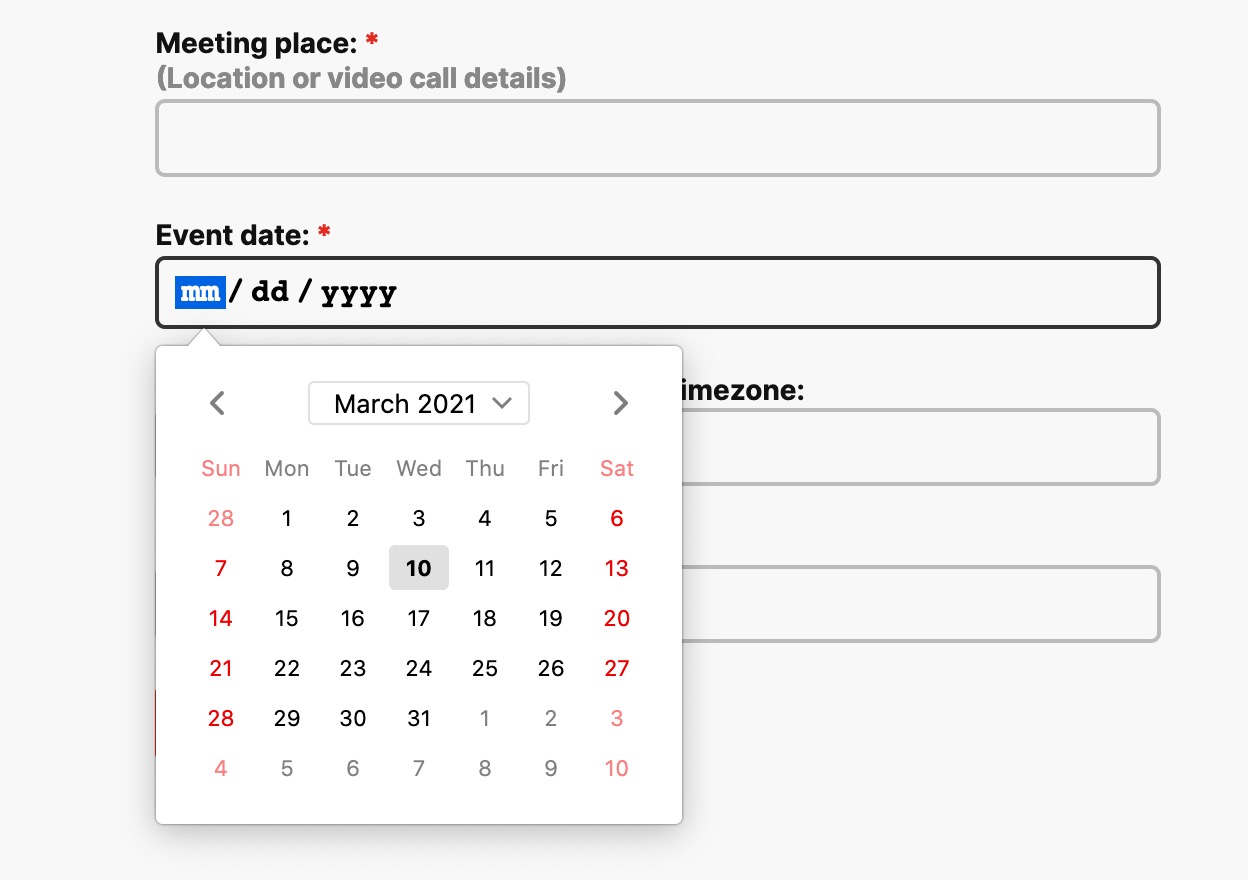 Meeting place: *
(Location or video call details)
Event date: *
mm / dd / yyyy
imezone:
March 2021
Sun Mon Tue Wed Thu Fri Sat
28 1 2 3 4 5 6
7 8 9 10 11 12 13
14 15 16 17 18 19 20
21 22 23 24 25 26 27
28 29 30 31 1 2 3
4 5 6 7 8 9 10